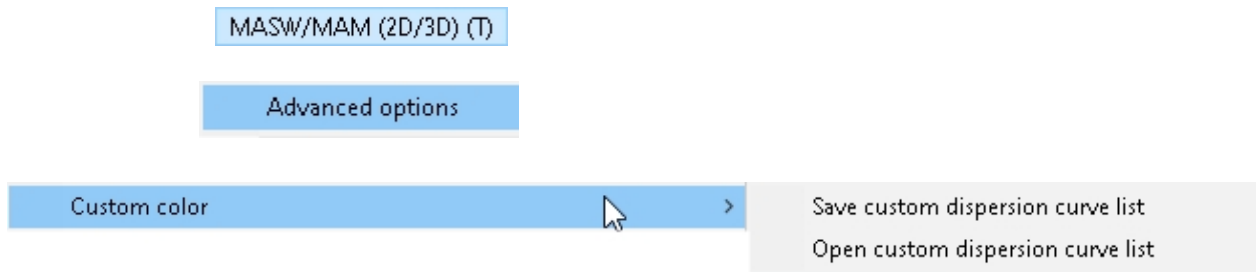 MASW/MAM (2D/3D) (T)
Advanced options
Custom color > Save custom dispersion curve list
Open custom dispersion curve list